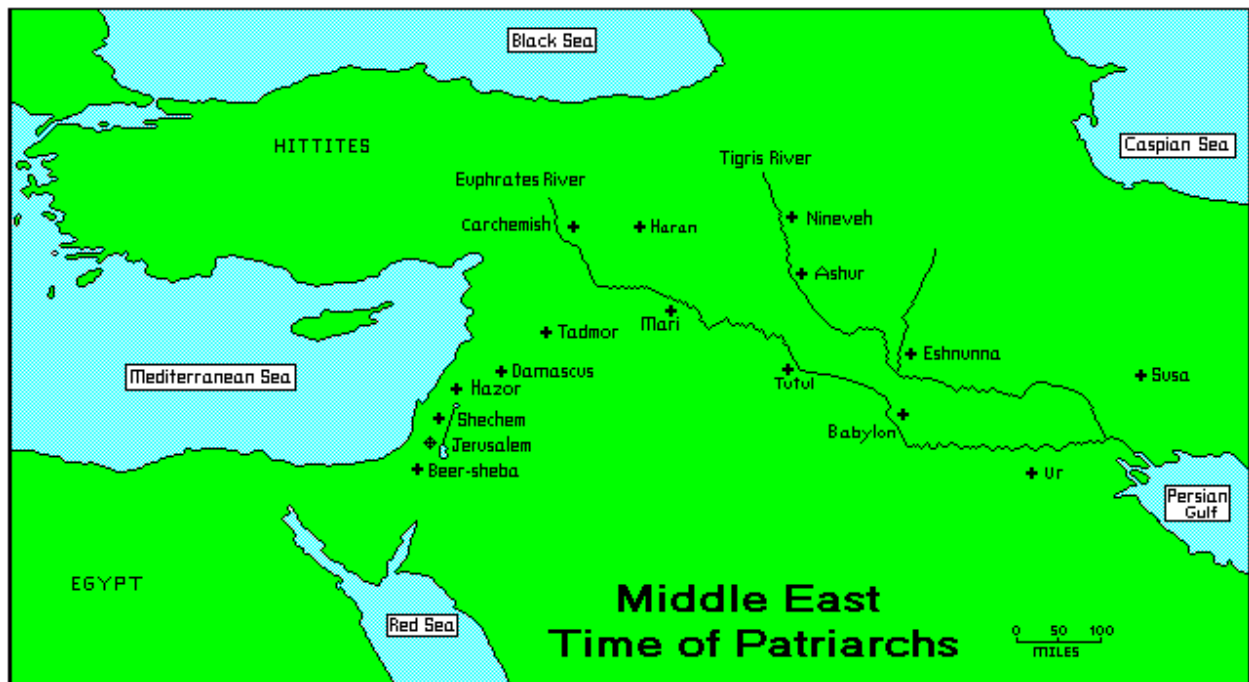 Black Sea
HITTITES
Caspian Sea
Tigris River
Euphrates River
Carchemish
Haran
Nineveh
Ashur
Mari
Tadmor
Eshnunna
Mediterranean Sea
Damascus
Tutul
Susa
Hazor
Shechem
Babylon
Jerusalem
Beer-sheba
Ur
Persian
Gulf
EGYPT
Red Sea
Middle East
Time of Patriarchs
0 50 100
MILES